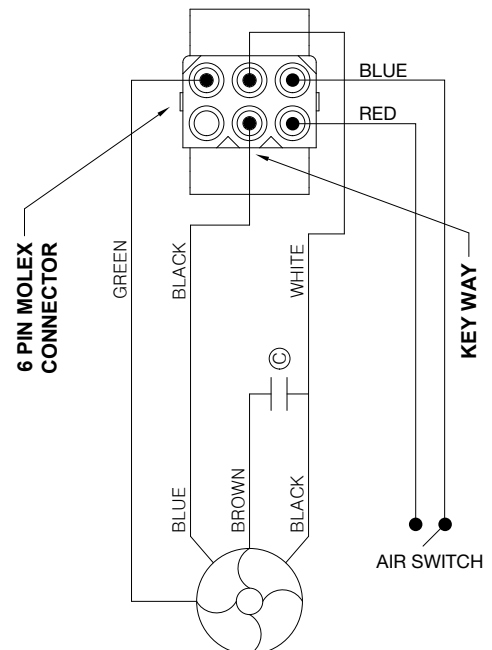 BLUE
RED
6 PIN MOLEX
CONNECTOR
GREEN
BLACK
WHITE
KEY WAY
C
BLUE
BROWN
BLACK
AIR SWITCH